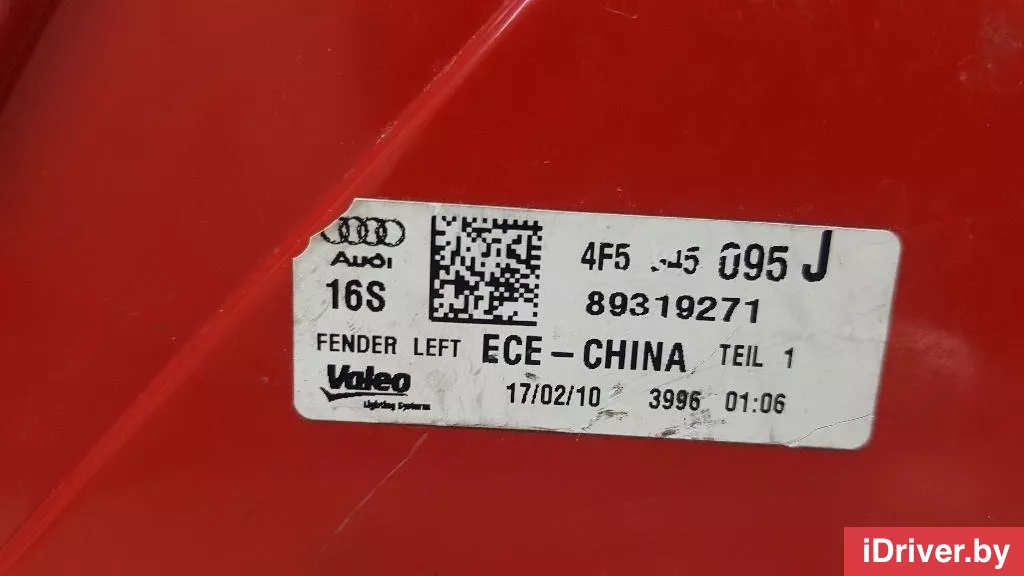 Audi
16S
4F5 095 J
89319271
FENDER LEFT ECE-CHINA TEIL 1
Valeo
Lighting Systems
17/02/10 3996 01:06
iDriver.by